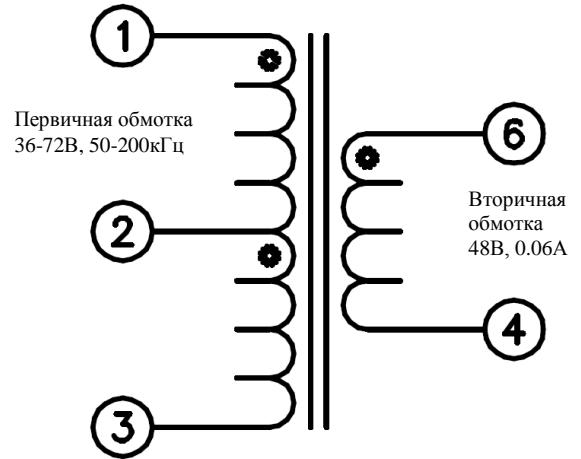 1
Первичная обмотка
36-72В, 50-200кГц
2
3
6
Вторичная
обмотка
48В, 0.06А
4